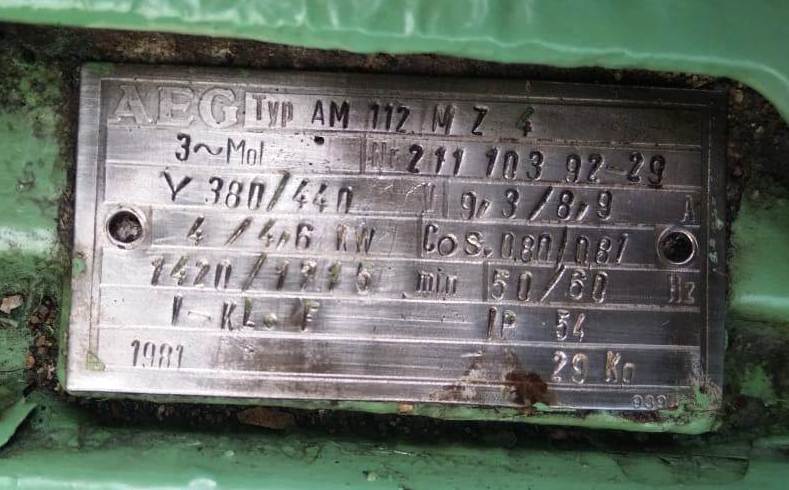 AEG Typ AM 112 M Z 4
3~Mot Nr 211 103 92-29
Y 380/440 V 9,3/8,9 A
4/4,6 KW Cos. 0,80/0,81
min 50/60 Hz
I-KL. F IP 54
1981 29 Kg